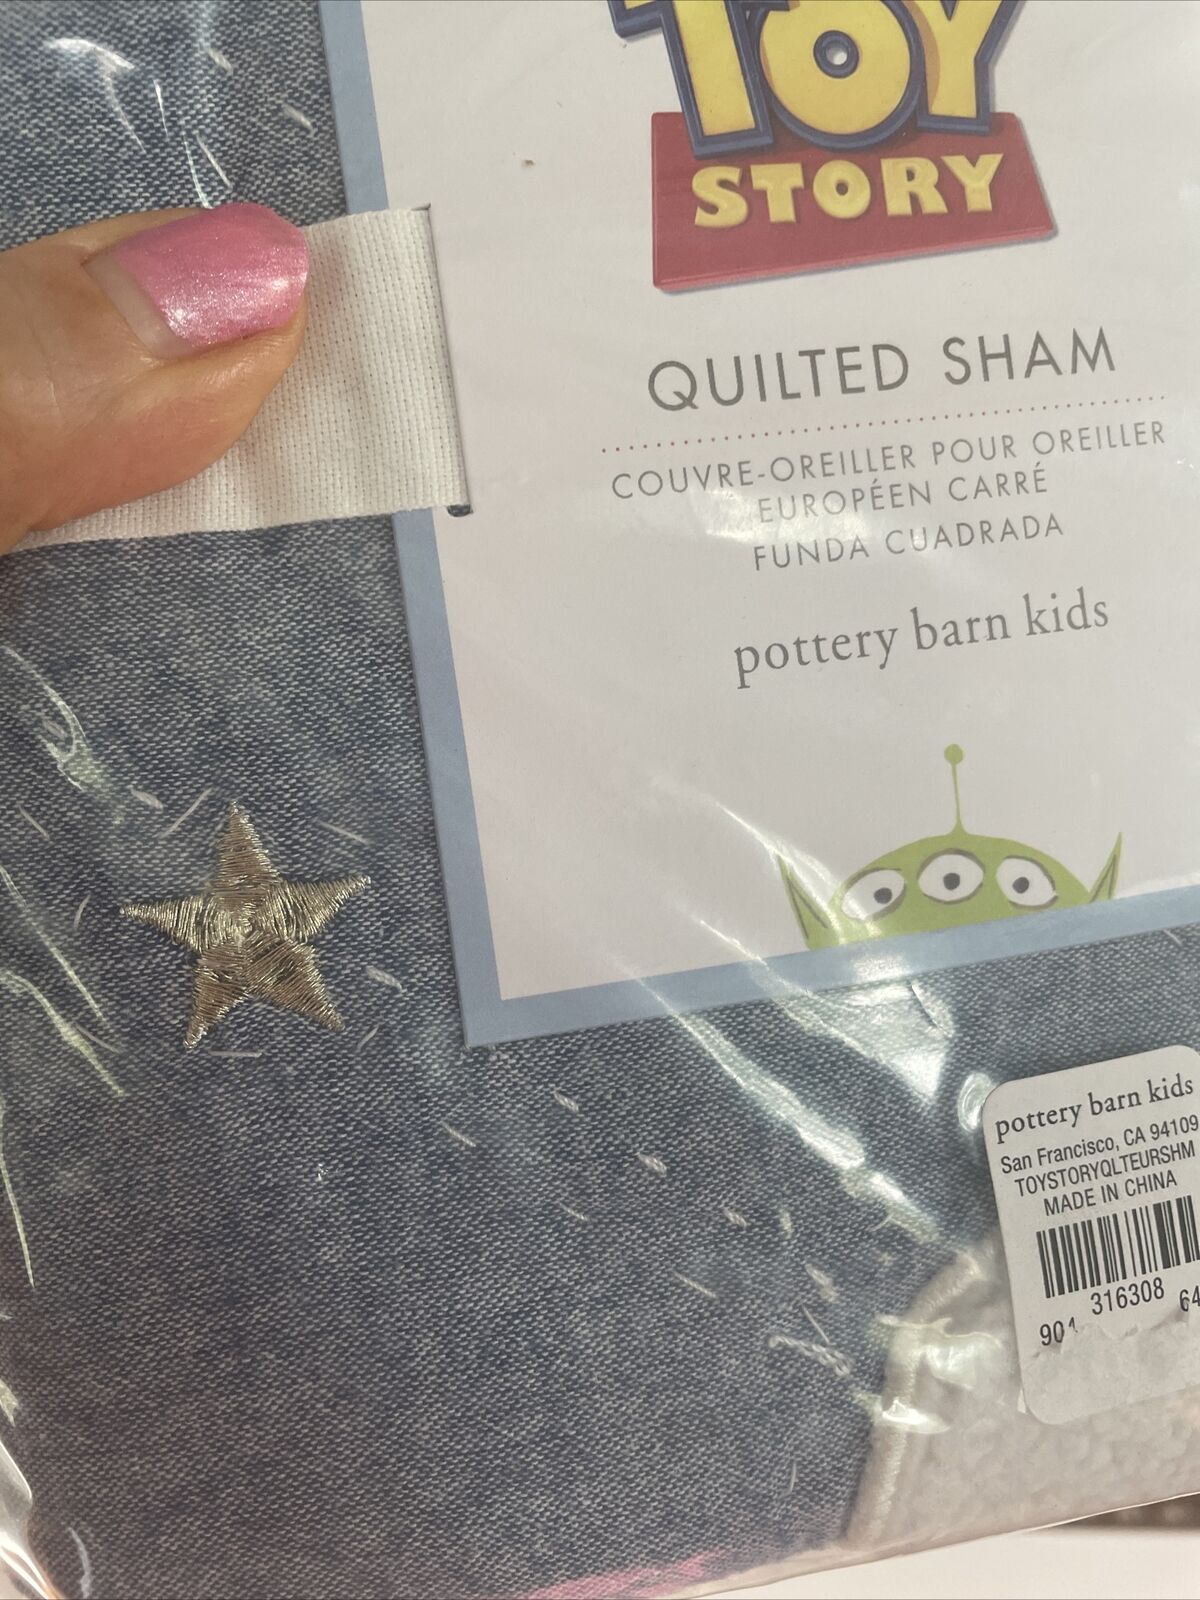 TOY
STORY
QUILTED SHAM
COUVRE-OREILLER POUR OREILLER
EUROPÉEN CARRÉ
FUNDA CUADRADA
pottery barn kids
pottery barn kids
San Francisco, CA 94109
TOYSTORYQLTEURSHM
MADE IN CHINA
316308